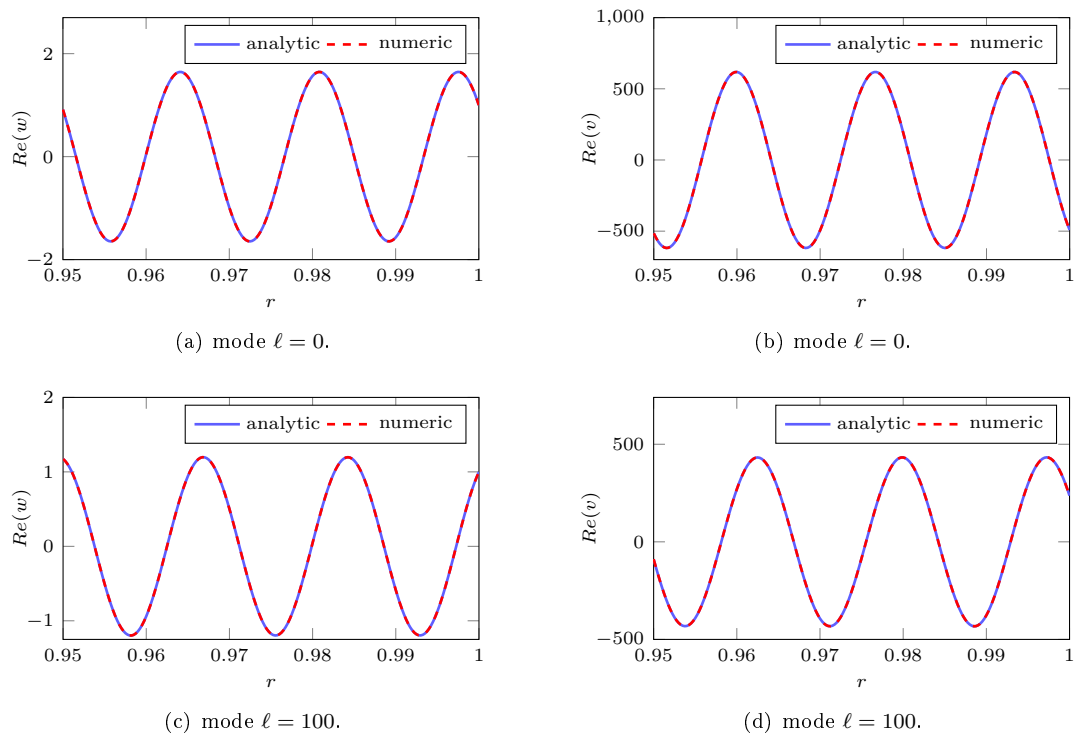 analytic numeric
2
0
−2
Re(w)
0.95 0.96 0.97 0.98 0.99 1
r
(a) mode ℓ = 0.
analytic numeric
1,000
500
0
−500
Re(v)
0.95 0.96 0.97 0.98 0.99 1
r
(b) mode ℓ = 0.
analytic numeric
2
1
0
−1
Re(w)
0.95 0.96 0.97 0.98 0.99 1
r
(c) mode ℓ = 100.
analytic numeric
500
0
−500
Re(v)
0.95 0.96 0.97 0.98 0.99 1
r
(d) mode ℓ = 100.